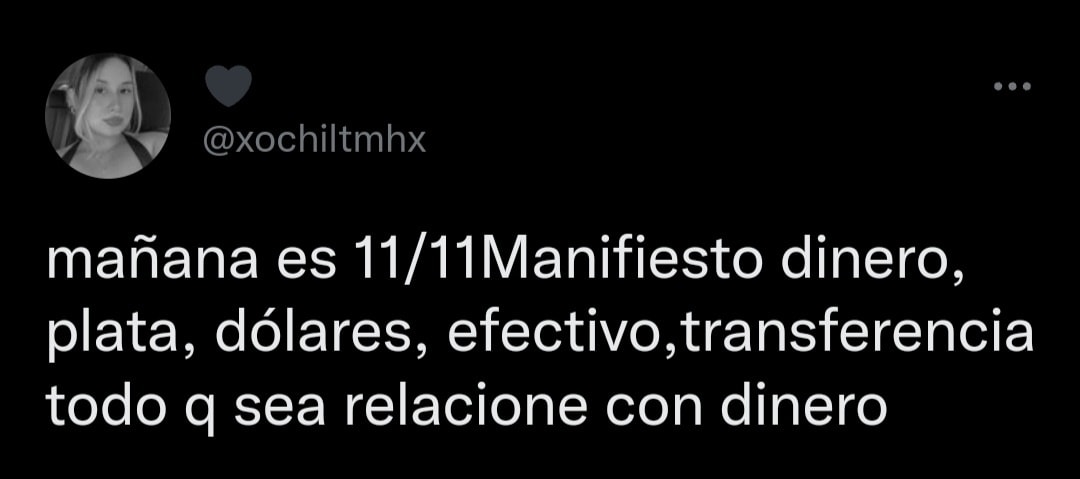 @xochiltmhx
mañana es 11/11Manifiesto dinero,
plata, dólares, efectivo,transferencia
todo q sea relacione con dinero